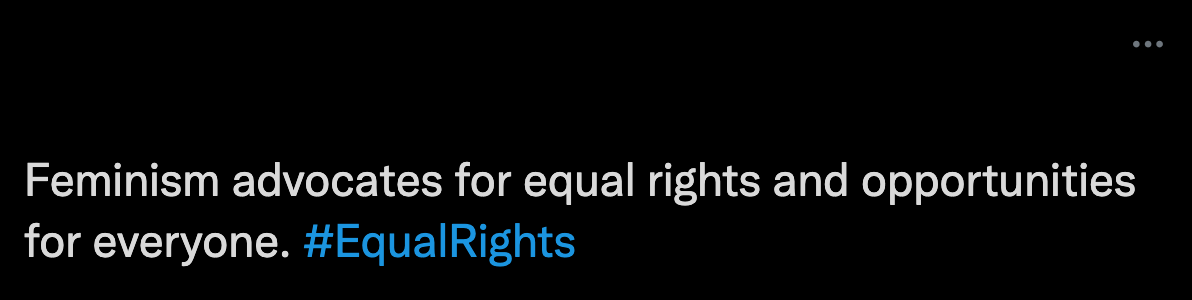 Feminism advocates for equal rights and opportunities
for everyone. #EqualRights